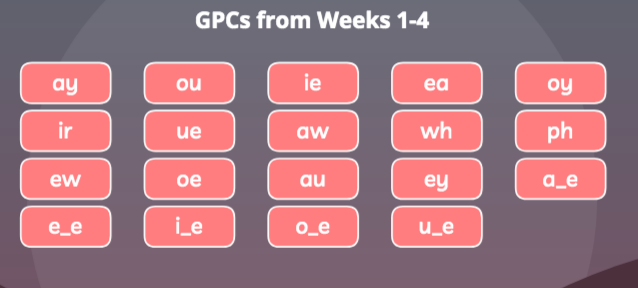 GPCs from Weeks 1-4
ay ou ie ea oy
ir ue aw wh ph
ew oe au ey a_e
e_e i_e o_e u_e